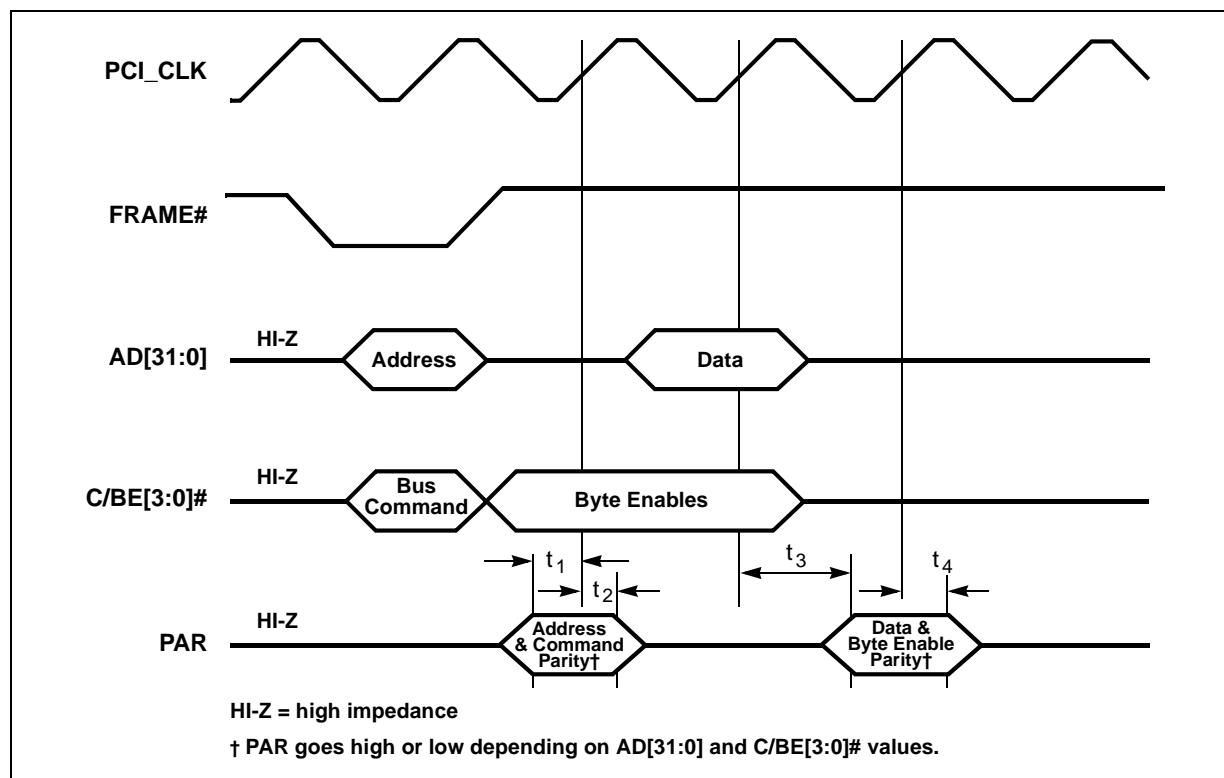 PCI_CLK
FRAME#
AD[31:0]
HI-Z
Address
Data
C/BE[3:0]#
HI-Z
Bus
Command
Byte Enables
t1
t2
t3
t4
PAR
HI-Z
Address
& Command
Parity†
Data &
Byte Enable
Parity†
HI-Z = high impedance
† PAR goes high or low depending on AD[31:0] and C/BE[3:0]# values.